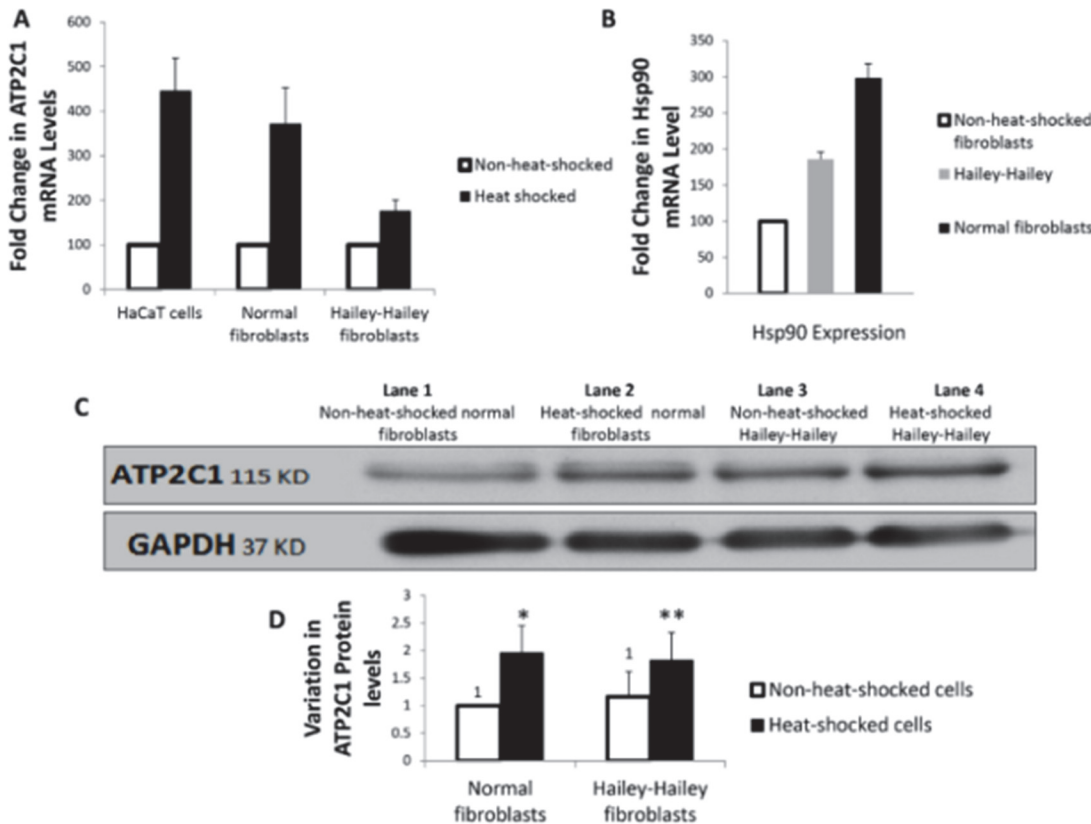 A
Fold Change in ATP2C1
mRNA Levels
600
500
400
300
200
100
0
HaCaT cells
Normal
fibroblasts
Hailey-Hailey
fibroblasts
Non-heat-shocked
Heat shocked
B
Fold Change in Hsp90
mRNA Level
350
300
250
200
150
100
50
0
Hsp90 Expression
Non-heat-shocked
fibroblasts
Hailey-Hailey
Normal fibroblasts
C
Lane 1
Non-heat-shocked normal
fibroblasts
Lane 2
Heat-shocked normal
fibroblasts
Lane 3
Non-heat-shocked
Hailey-Hailey
Lane 4
Heat-shocked
Hailey-Hailey
ATP2C1 115 KD
GAPDH 37 KD
D
Variation in
ATP2C1 Protein
levels
3
2.5
2
1.5
1
0.5
0
1
*
1
**
Normal
fibroblasts
Hailey-Hailey
fibroblasts
Non-heat-shocked cells
Heat-shocked cells